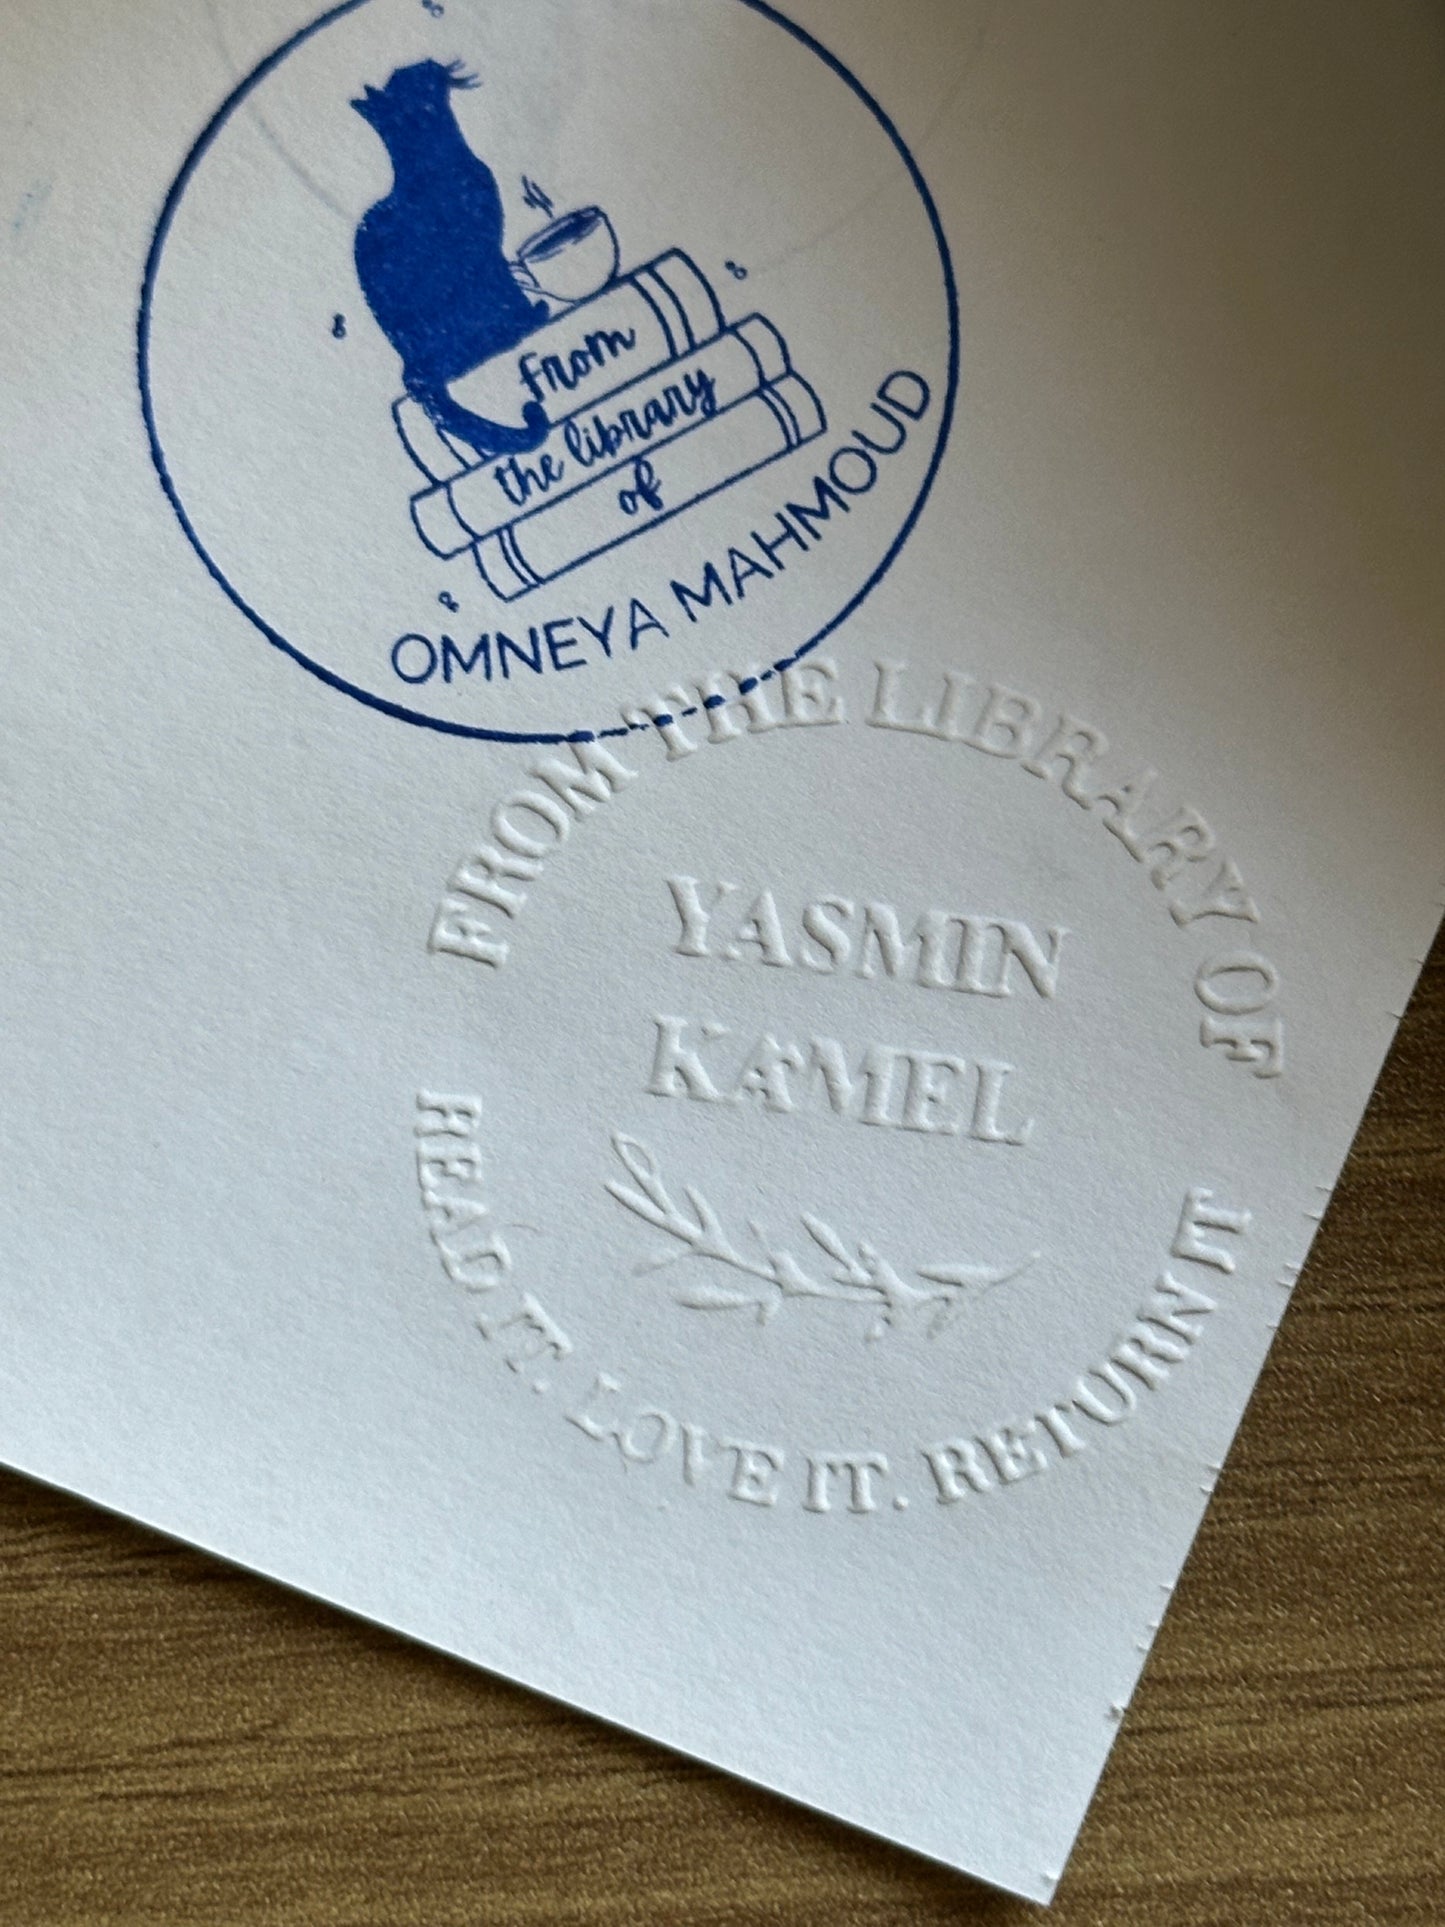 from
the library
of
OMNEYA MAHMOUD
FROM THE LIBRARY OF
YASMIN
KAMEL
READ IT. LOVE IT. RETURN IT